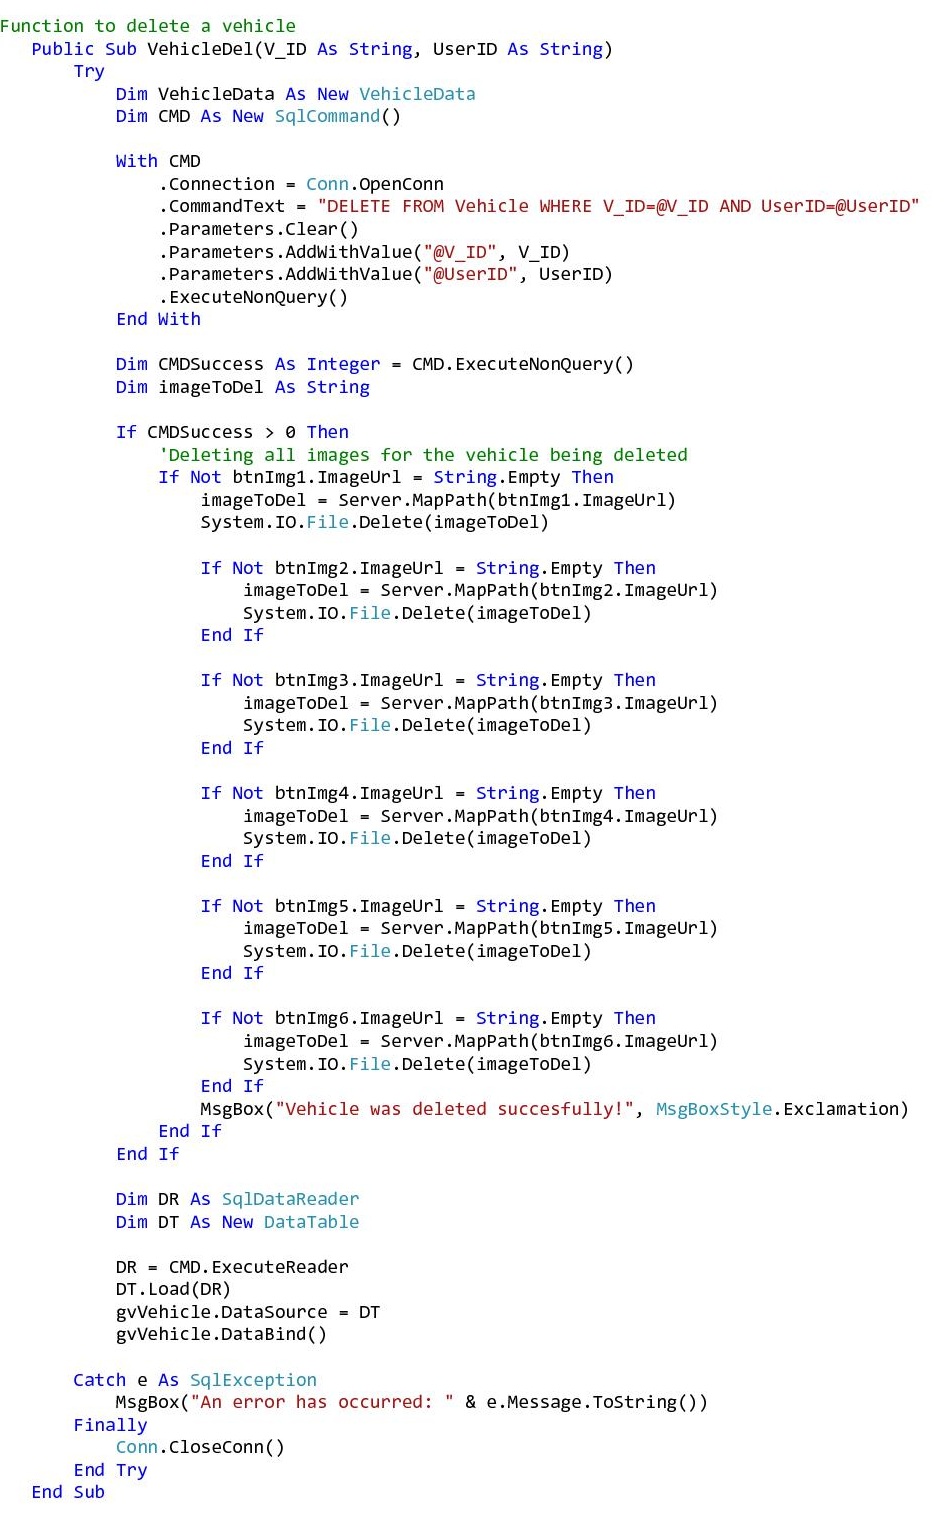 Function to delete a vehicle
Public Sub VehicleDel(V_ID As String, UserID As String)
Try
Dim VehicleData As New VehicleData
Dim CMD As New SqlCommand()
With CMD
.Connection = Conn.OpenConn
.CommandText = "DELETE FROM Vehicle WHERE V_ID=@V_ID AND UserID=@UserID"
.Parameters.Clear()
.Parameters.AddWithValue("@V_ID", V_ID)
.Parameters.AddWithValue("@UserID", UserID)
.ExecuteNonQuery()
End With
Dim CMDSuccess As Integer = CMD.ExecuteNonQuery()
Dim imageToDel As String
If CMDSuccess > 0 Then
'Deleting all images for the vehicle being deleted
If Not btnImg1.ImageUrl = String.Empty Then
imageToDel = Server.MapPath(btnImg1.ImageUrl)
System.IO.File.Delete(imageToDel)
If Not btnImg2.ImageUrl = String.Empty Then
imageToDel = Server.MapPath(btnImg2.ImageUrl)
System.IO.File.Delete(imageToDel)
End If
If Not btnImg3.ImageUrl = String.Empty Then
imageToDel = Server.MapPath(btnImg3.ImageUrl)
System.IO.File.Delete(imageToDel)
End If
If Not btnImg4.ImageUrl = String.Empty Then
imageToDel = Server.MapPath(btnImg4.ImageUrl)
System.IO.File.Delete(imageToDel)
End If
If Not btnImg5.ImageUrl = String.Empty Then
imageToDel = Server.MapPath(btnImg5.ImageUrl)
System.IO.File.Delete(imageToDel)
End If
If Not btnImg6.ImageUrl = String.Empty Then
imageToDel = Server.MapPath(btnImg6.ImageUrl)
System.IO.File.Delete(imageToDel)
End If
MsgBox("Vehicle was deleted succesfully!", MsgBoxStyle.Exclamation)
End If
End If
Dim DR As SqlDataReader
Dim DT As New DataTable
DR = CMD.ExecuteReader
DT.Load(DR)
gvVehicle.DataSource = DT
gvVehicle.DataBind()
Catch e As SqlException
MsgBox("An error has occurred: " & e.Message.ToString())
Finally
Conn.CloseConn()
End Try
End Sub